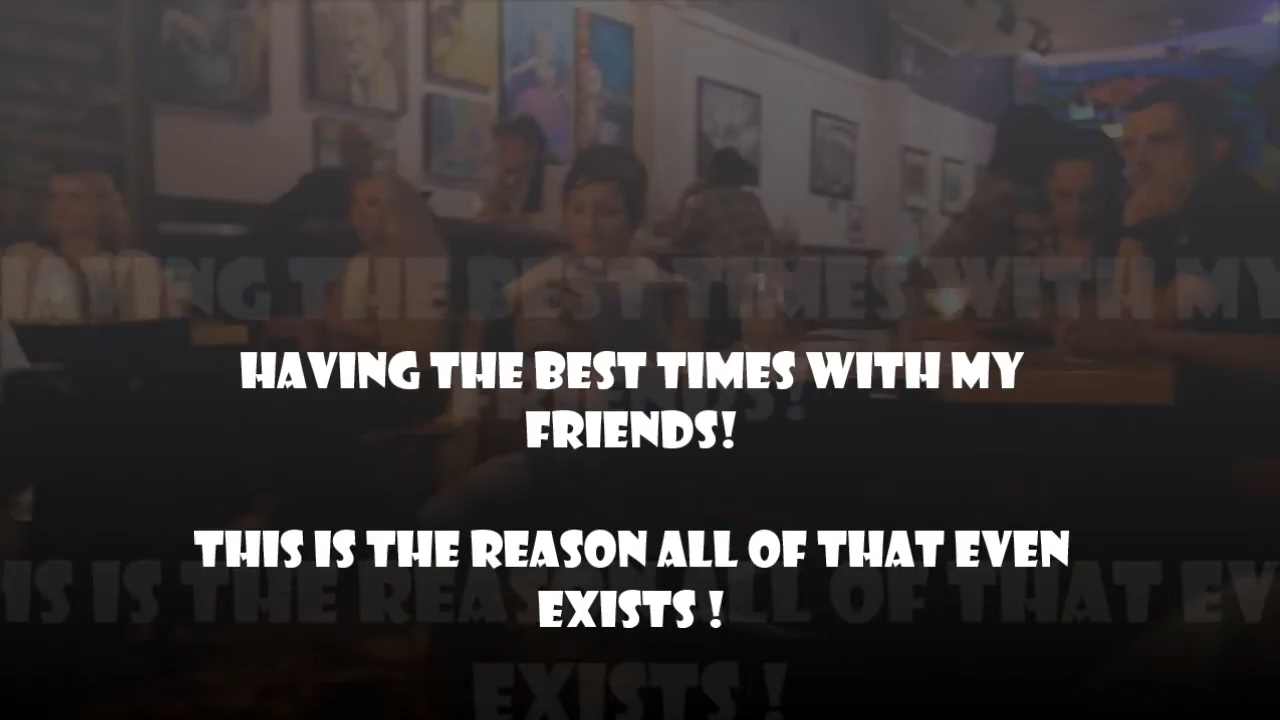 HAVING THE BEST TIMES WITH MY
FRIENDS!
THIS IS THE REASON ALL OF THAT EVEN
EXISTS !